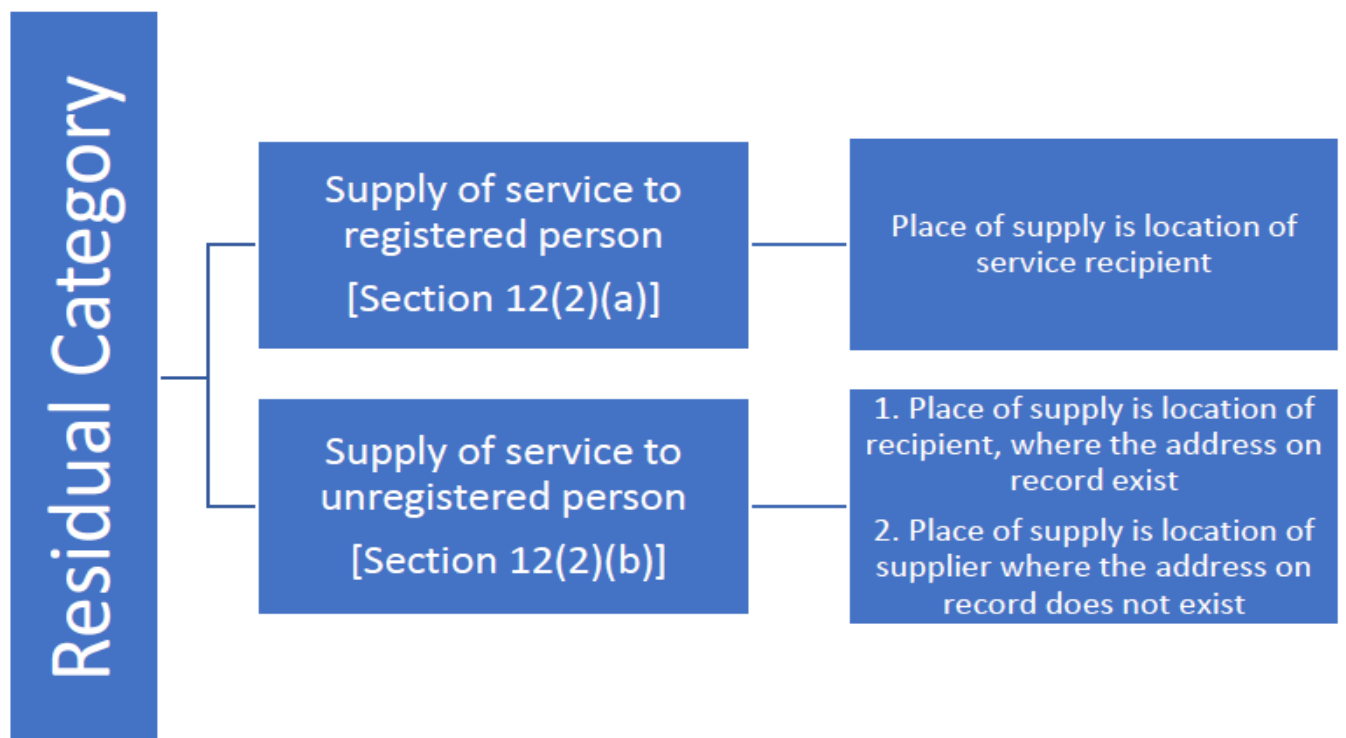 Residual Category
Supply of service to
registered person
[Section 12(2)(a)]
Place of supply is location of
service recipient
Supply of service to
unregistered person
[Section 12(2)(b)]
1. Place of supply is location of
recipient, where the address on
record exist
2. Place of supply is location of
supplier where the address on
record does not exist